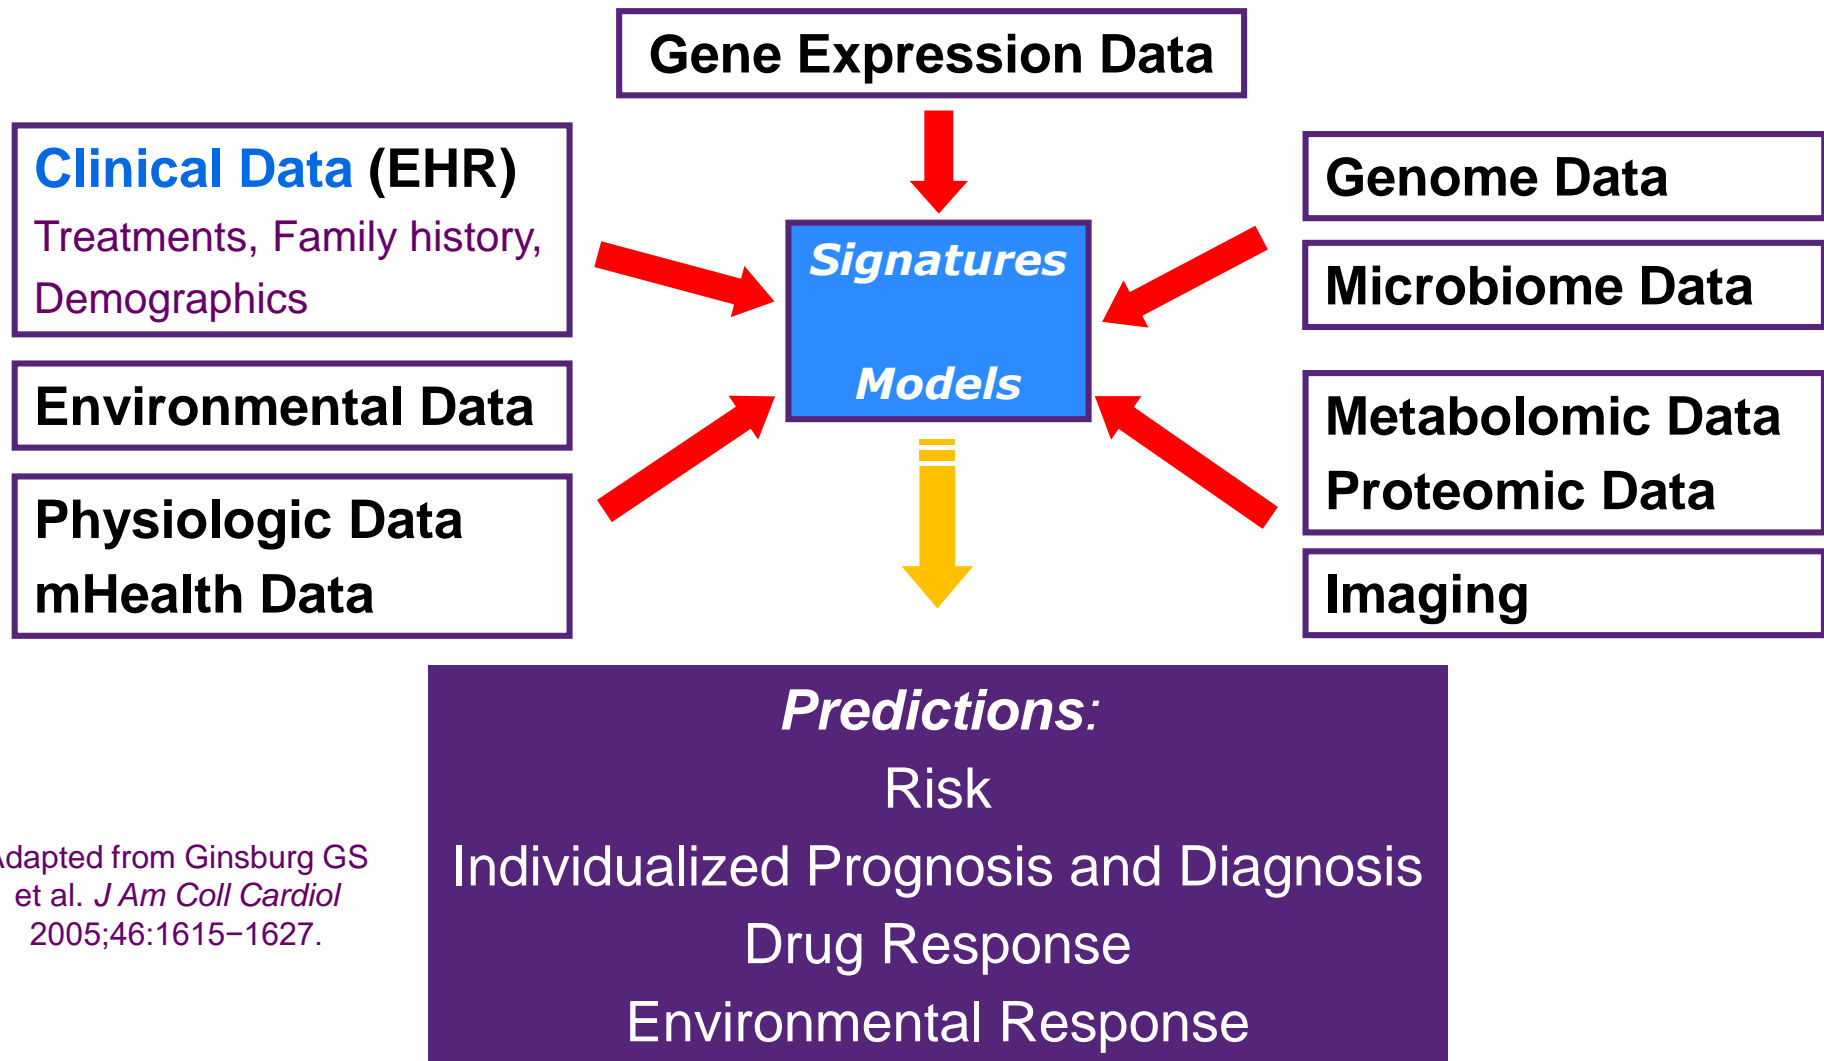 Gene Expression Data
Clinical Data (EHR)
Treatments, Family history,
Demographics
Environmental Data
Physiologic Data
mHealth Data
Signatures
Models
Genome Data
Microbiome Data
Metabolomic Data
Proteomic Data
Imaging
Predictions:
Risk
Individualized Prognosis and Diagnosis
Drug Response
Environmental Response
Adapted from Ginsburg GS
et al. J Am Coll Cardiol
2005;46:1615−1627.